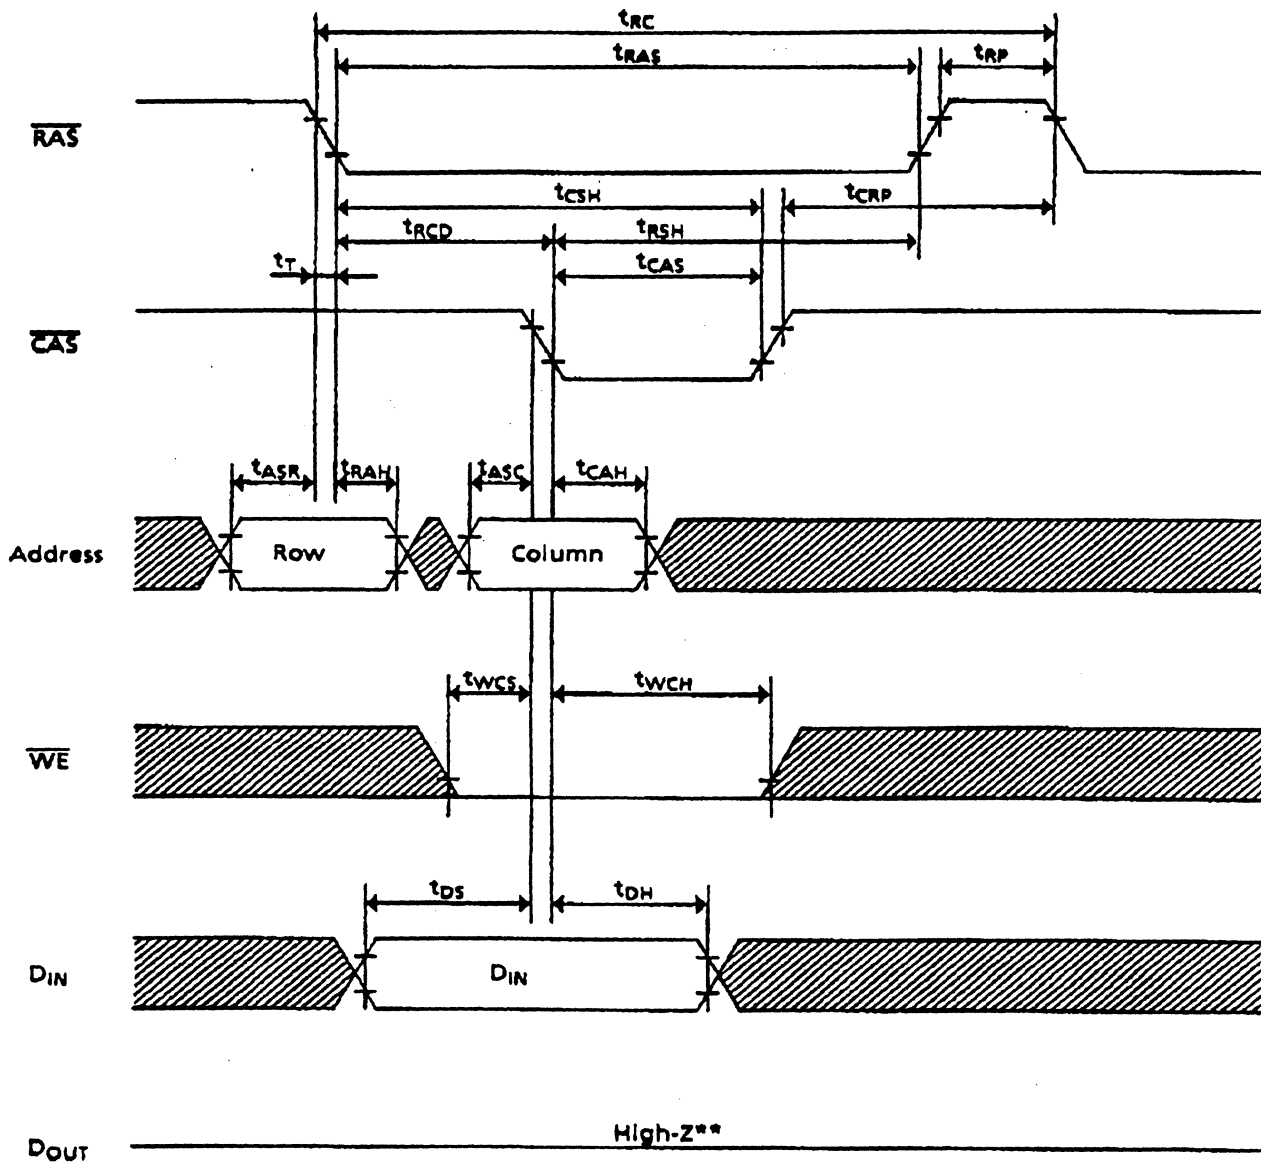 tRC
tRAS
tRP
RAS
tCSH
tCRP
tRCD
tRSH
tT
tCAS
CAS
tASR
tRAH
tASC
tCAH
Address
Row
Column
tWCS
tWCH
WE
tDS
tDH
DIN
DIN
High-Z**
DOUT